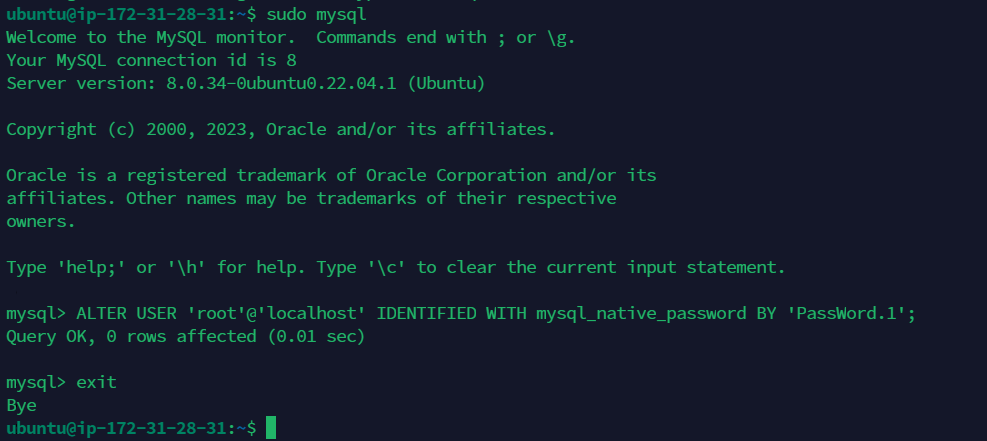 ubuntu@ip-172-31-28-31:~$ sudo mysql
Welcome to the MySQL monitor.  Commands end with ; or \g.
Your MySQL connection id is 8
Server version: 8.0.34-0ubuntu0.22.04.1 (Ubuntu)
Copyright (c) 2000, 2023, Oracle and/or its affiliates.
Oracle is a registered trademark of Oracle Corporation and/or its
affiliates. Other names may be trademarks of their respective
owners.
Type 'help;' or '\h' for help. Type '\c' to clear the current input statement.
mysql> ALTER USER 'root'@'localhost' IDENTIFIED WITH mysql_native_password BY 'PassWord.1';
Query OK, 0 rows affected (0.01 sec)
mysql> exit
Bye
ubuntu@ip-172-31-28-31:~$